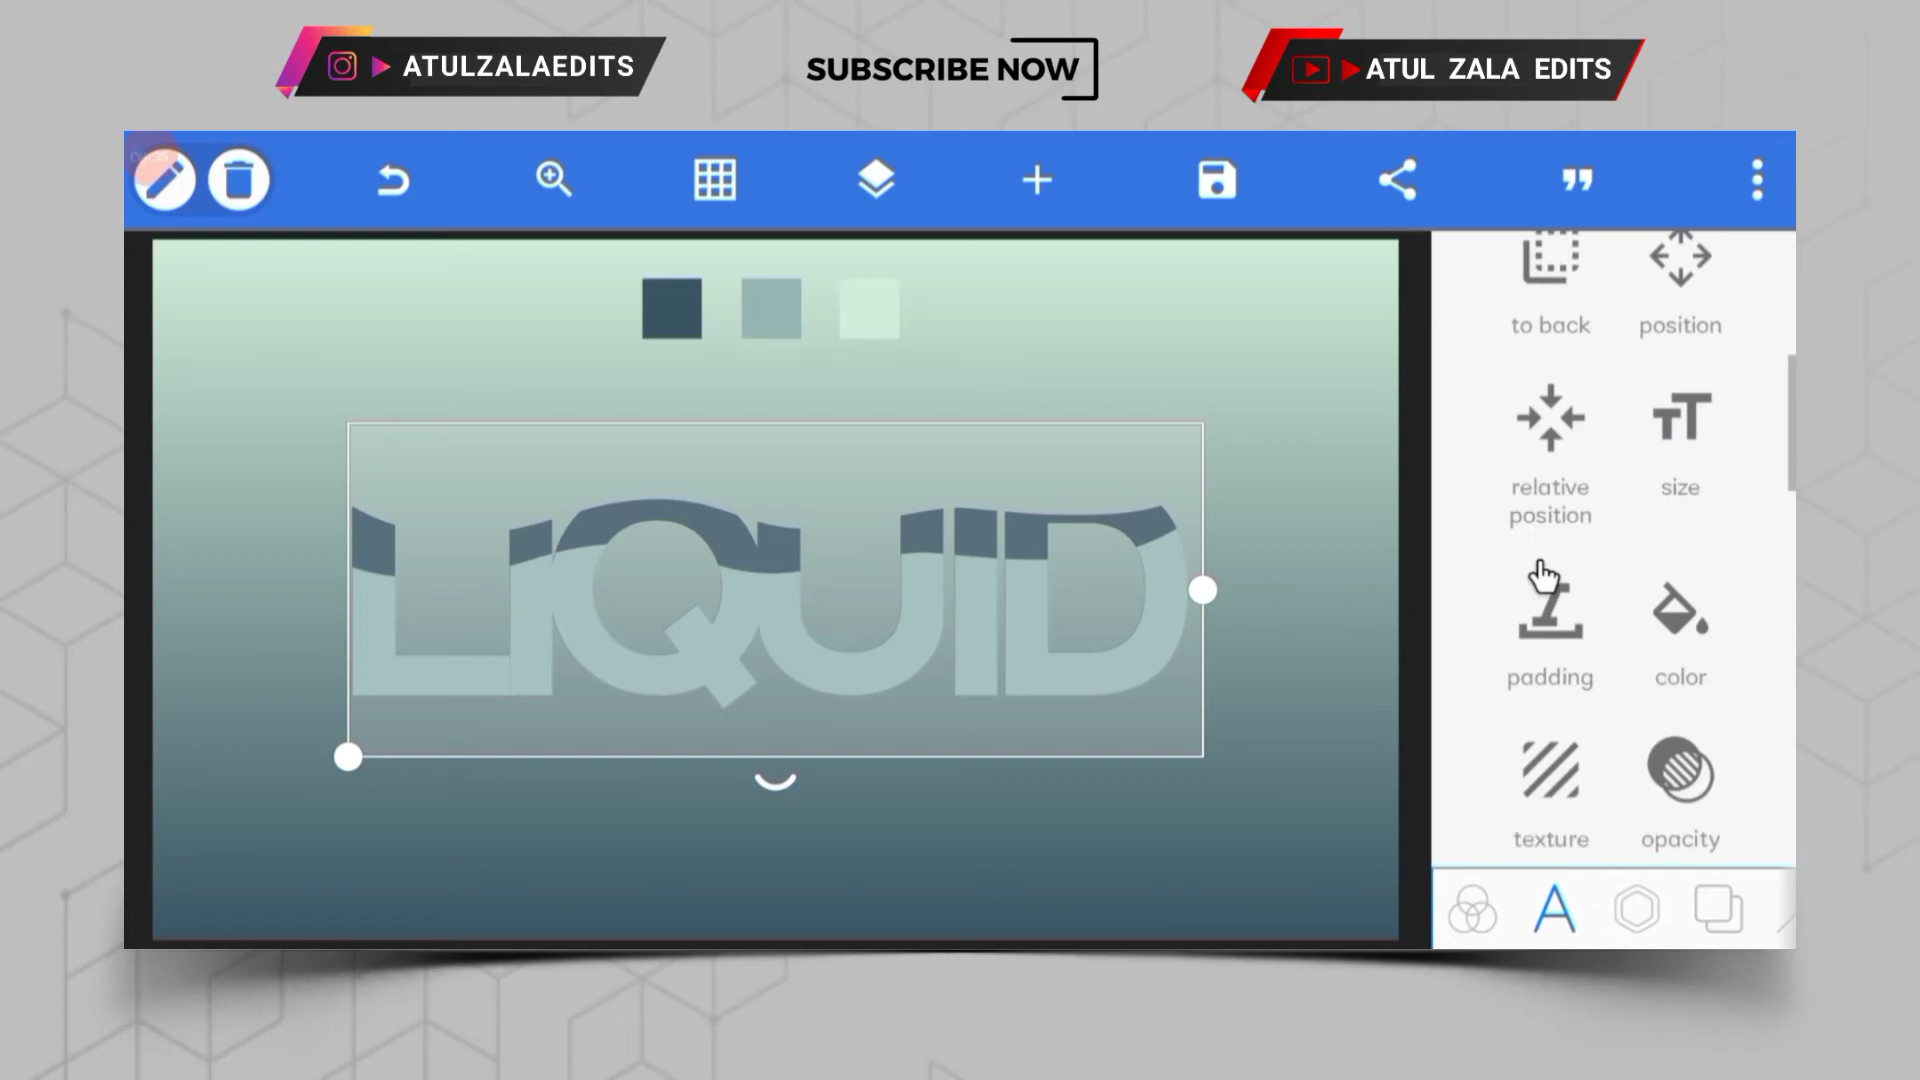 ATULZALAEDITS
SUBSCRIBE NOW
ATUL ZALA EDITS
to back
position
relative
position
size
padding
color
texture
opacity
LIQUID